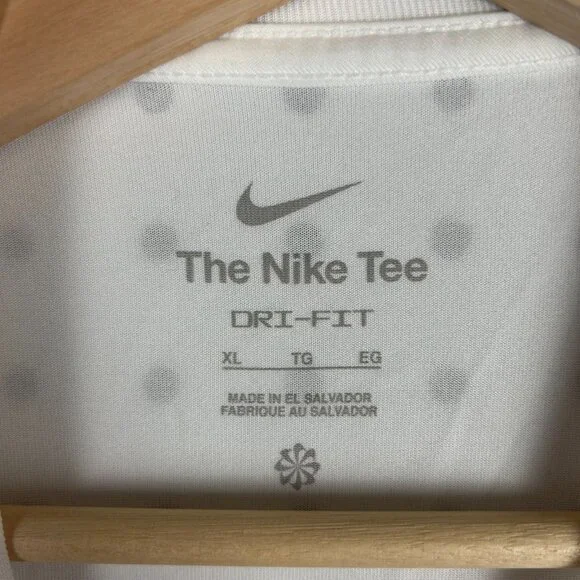 The Nike Tee
DRI-FIT
XL TG EG
MADE IN EL SALVADOR
FABRIQUE AU SALVADOR